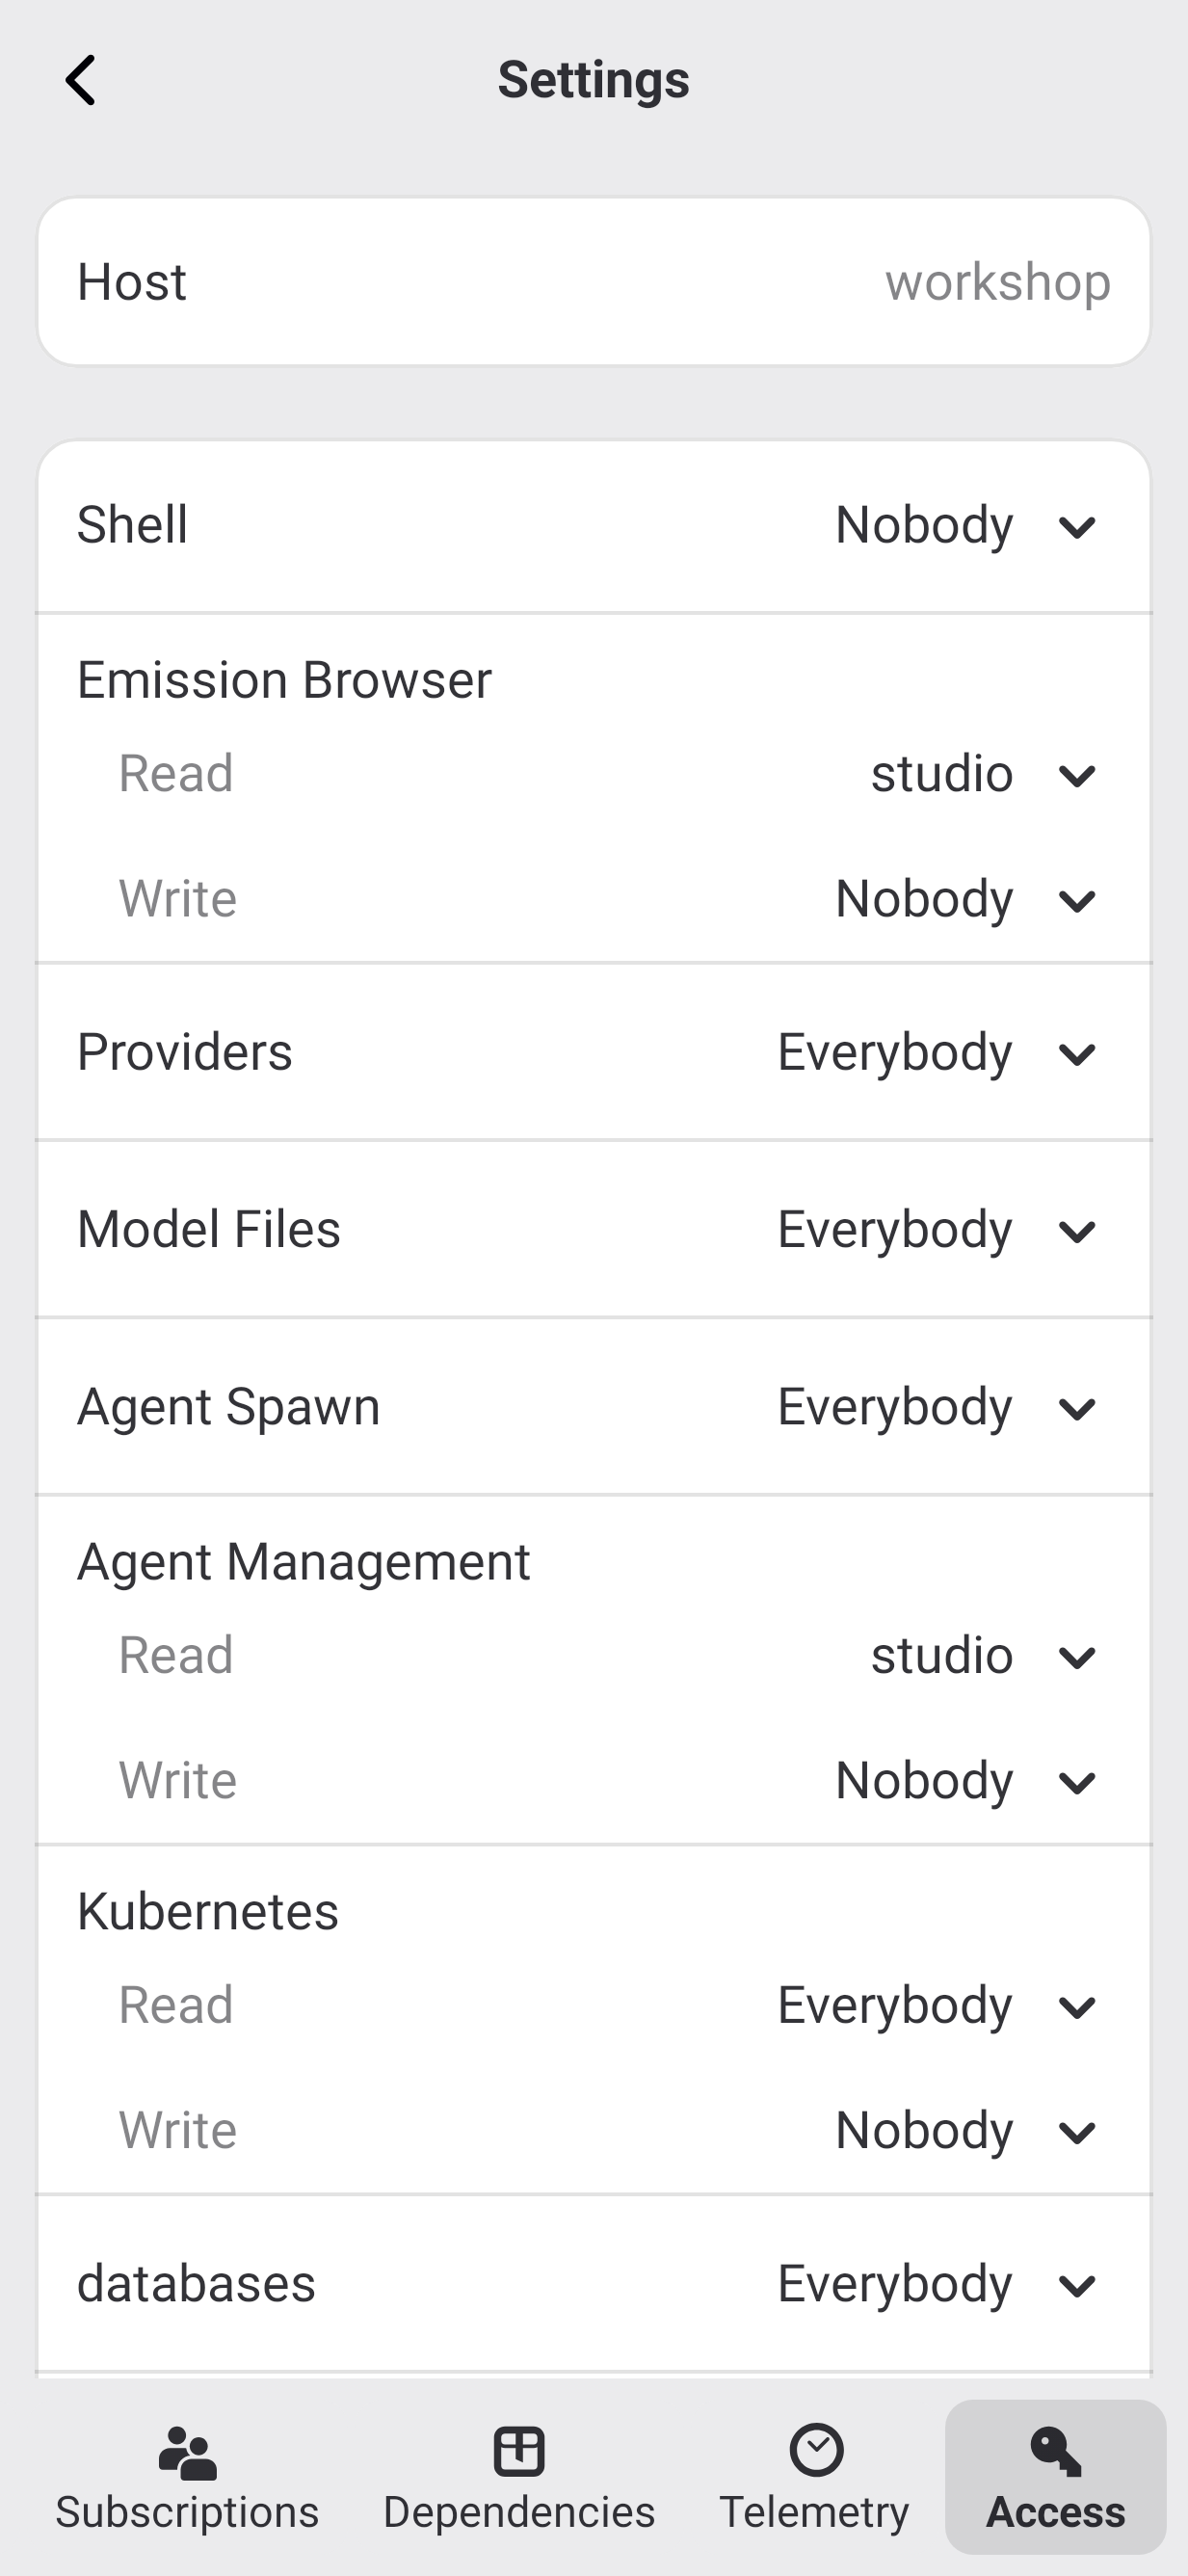 Settings
Host workshop
Shell Nobody
Emission Browser
Read studio
Write Nobody
Providers Everybody
Model Files Everybody
Agent Spawn Everybody
Agent Management
Read studio
Write Nobody
Kubernetes
Read Everybody
Write Nobody
databases Everybody
Subscriptions Dependencies Telemetry Access